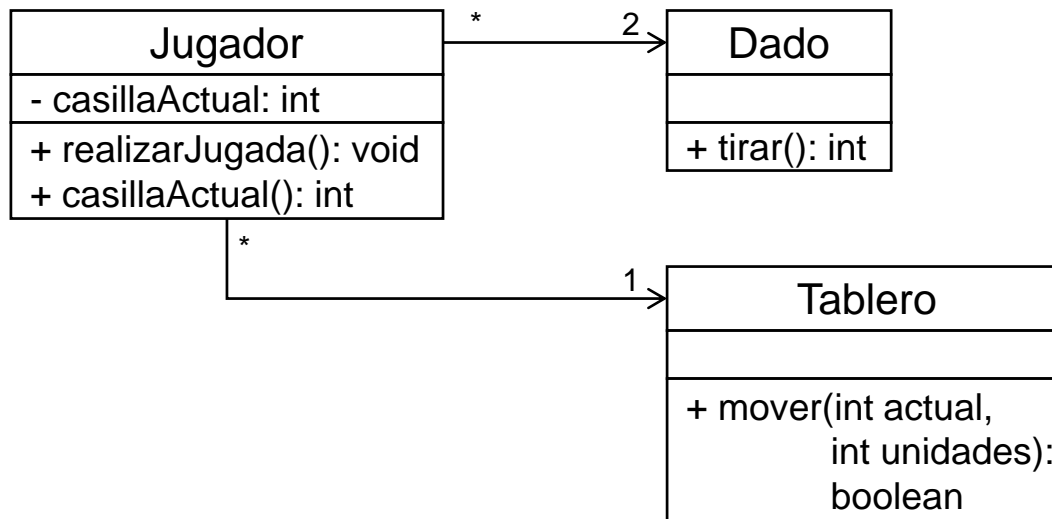 Jugador
- casillaActual: int
+ realizarJugada(): void
+ casillaActual(): int
*
2
Dado
+ tirar(): int
*
1
Tablero
+ mover(int actual,
int unidades):
boolean